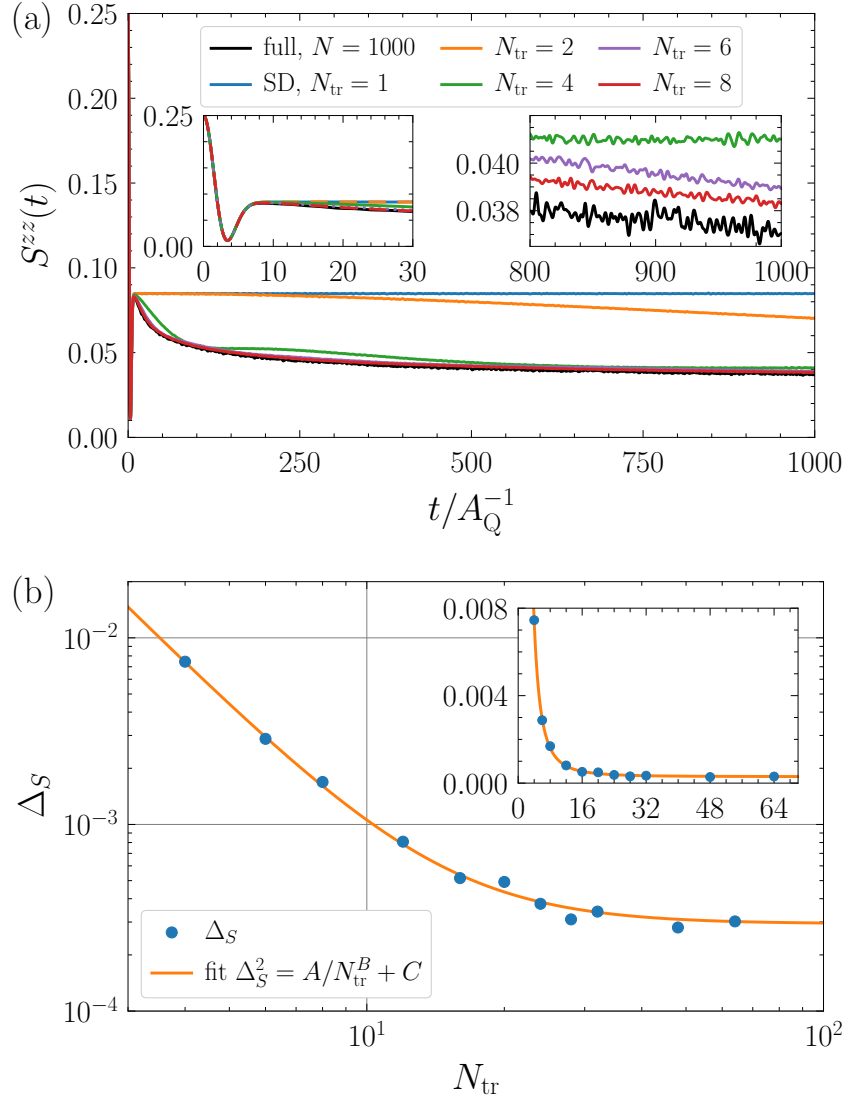 (a)
full, N = 1000
SD, N_tr = 1
N_tr = 2
N_tr = 4
N_tr = 6
N_tr = 8
S^{zz}(t)
0.25
0.20
0.15
0.10
0.05
0.00
0 250 500 750 1000
t/A_Q^{-1}
0.25
0.00
0 10 20 30
0.040
0.038
800 900 1000
(b)
Δ_S
10^{-2}
10^{-3}
10^{-4}
10^1 10^2
N_tr
Δ_S
fit Δ_S^2 = A/N_tr^B + C
0.008
0.004
0.000
0 16 32 48 64